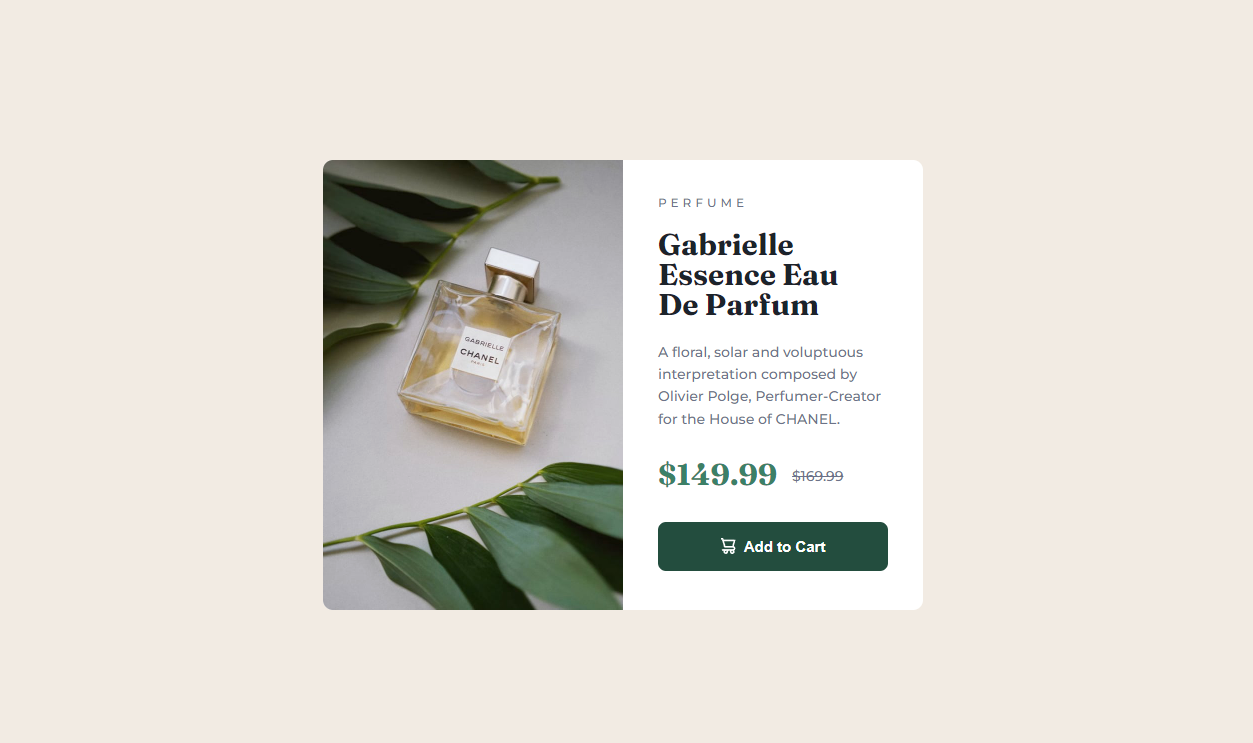 GABRIELLE
CHANEL
PARIS
PERFUME
Gabrielle
Essence Eau
De Parfum
A floral, solar and voluptuous
interpretation composed by
Olivier Polge, Perfumer-Creator
for the House of CHANEL.
$149.99 $169.99
Add to Cart